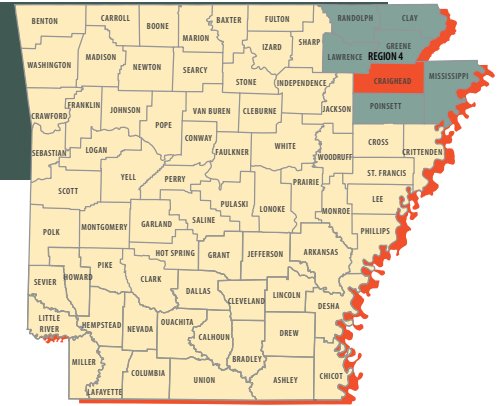 BENTON
CARROLL
BOONE
BAXTER
FULTON
RANDOLPH
CLAY
MARION
IZARD
SHARP
GREENE
LAWRENCE
REGION 4
WASHINGTON
MADISON
NEWTON
SEARCY
STONE
INDEPENDENCE
CRAIGHEAD
MISSISSIPPI
CRAWFORD
FRANKLIN
JOHNSON
POPE
VAN BUREN
CLEBURNE
JACKSON
POINSETT
SEBASTIAN
LOGAN
CONWAY
FAULKNER
WHITE
WOODRUFF
CROSS
CRITTENDEN
SCOTT
YELL
PERRY
PULASKI
LONOKE
PRAIRIE
MONROE
ST. FRANCIS
LEE
POLK
MONTGOMERY
GARLAND
SALINE
PHILLIPS
HOT SPRING
GRANT
JEFFERSON
ARKANSAS
SEVIER
HOWARD
PIKE
CLARK
DALLAS
CLEVELAND
LINCOLN
DESHA
LITTLE
RIVER
HEMPSTEAD
NEVADA
OUACHITA
CALHOUN
BRADLEY
DREW
MILLER
LAFAYETTE
COLUMBIA
UNION
ASHLEY
CHICOT